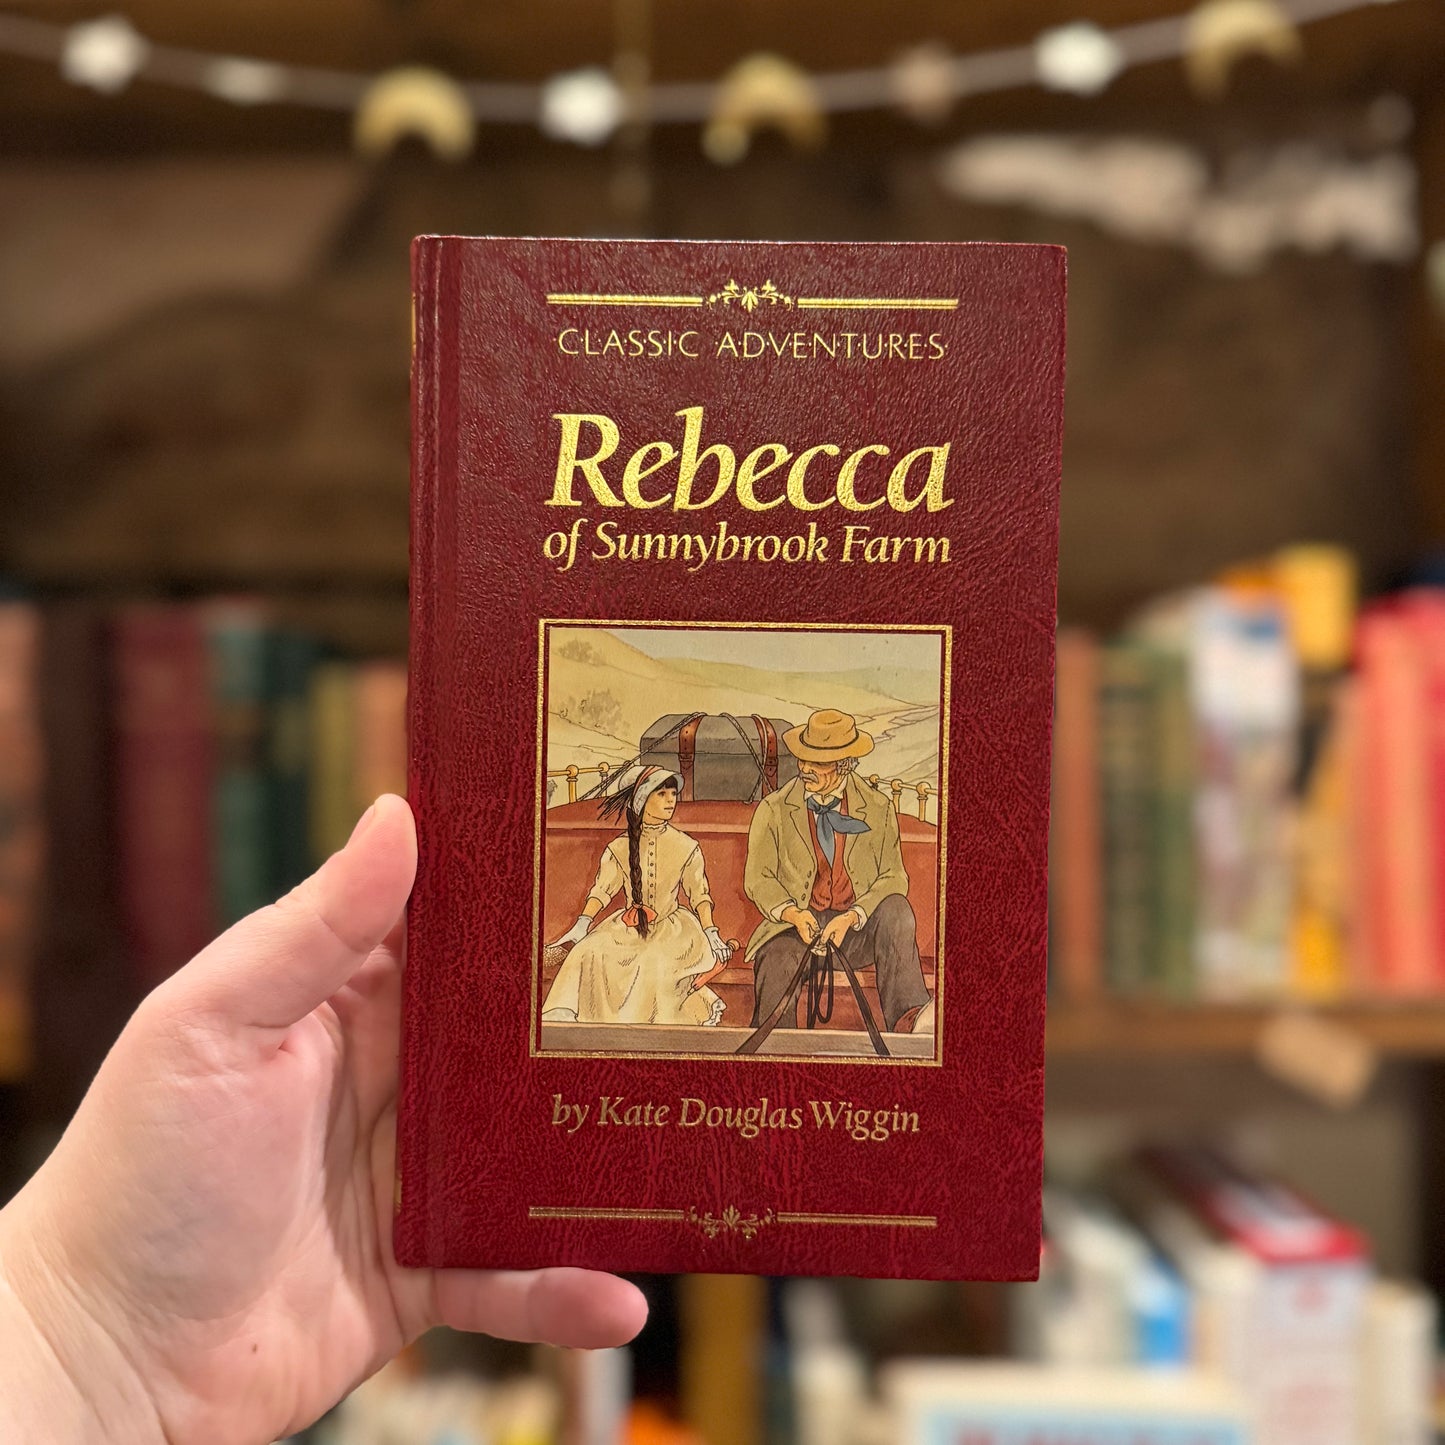 CLASSIC ADVENTURES
Rebecca
of Sunnybrook Farm
by Kate Douglas Wiggin